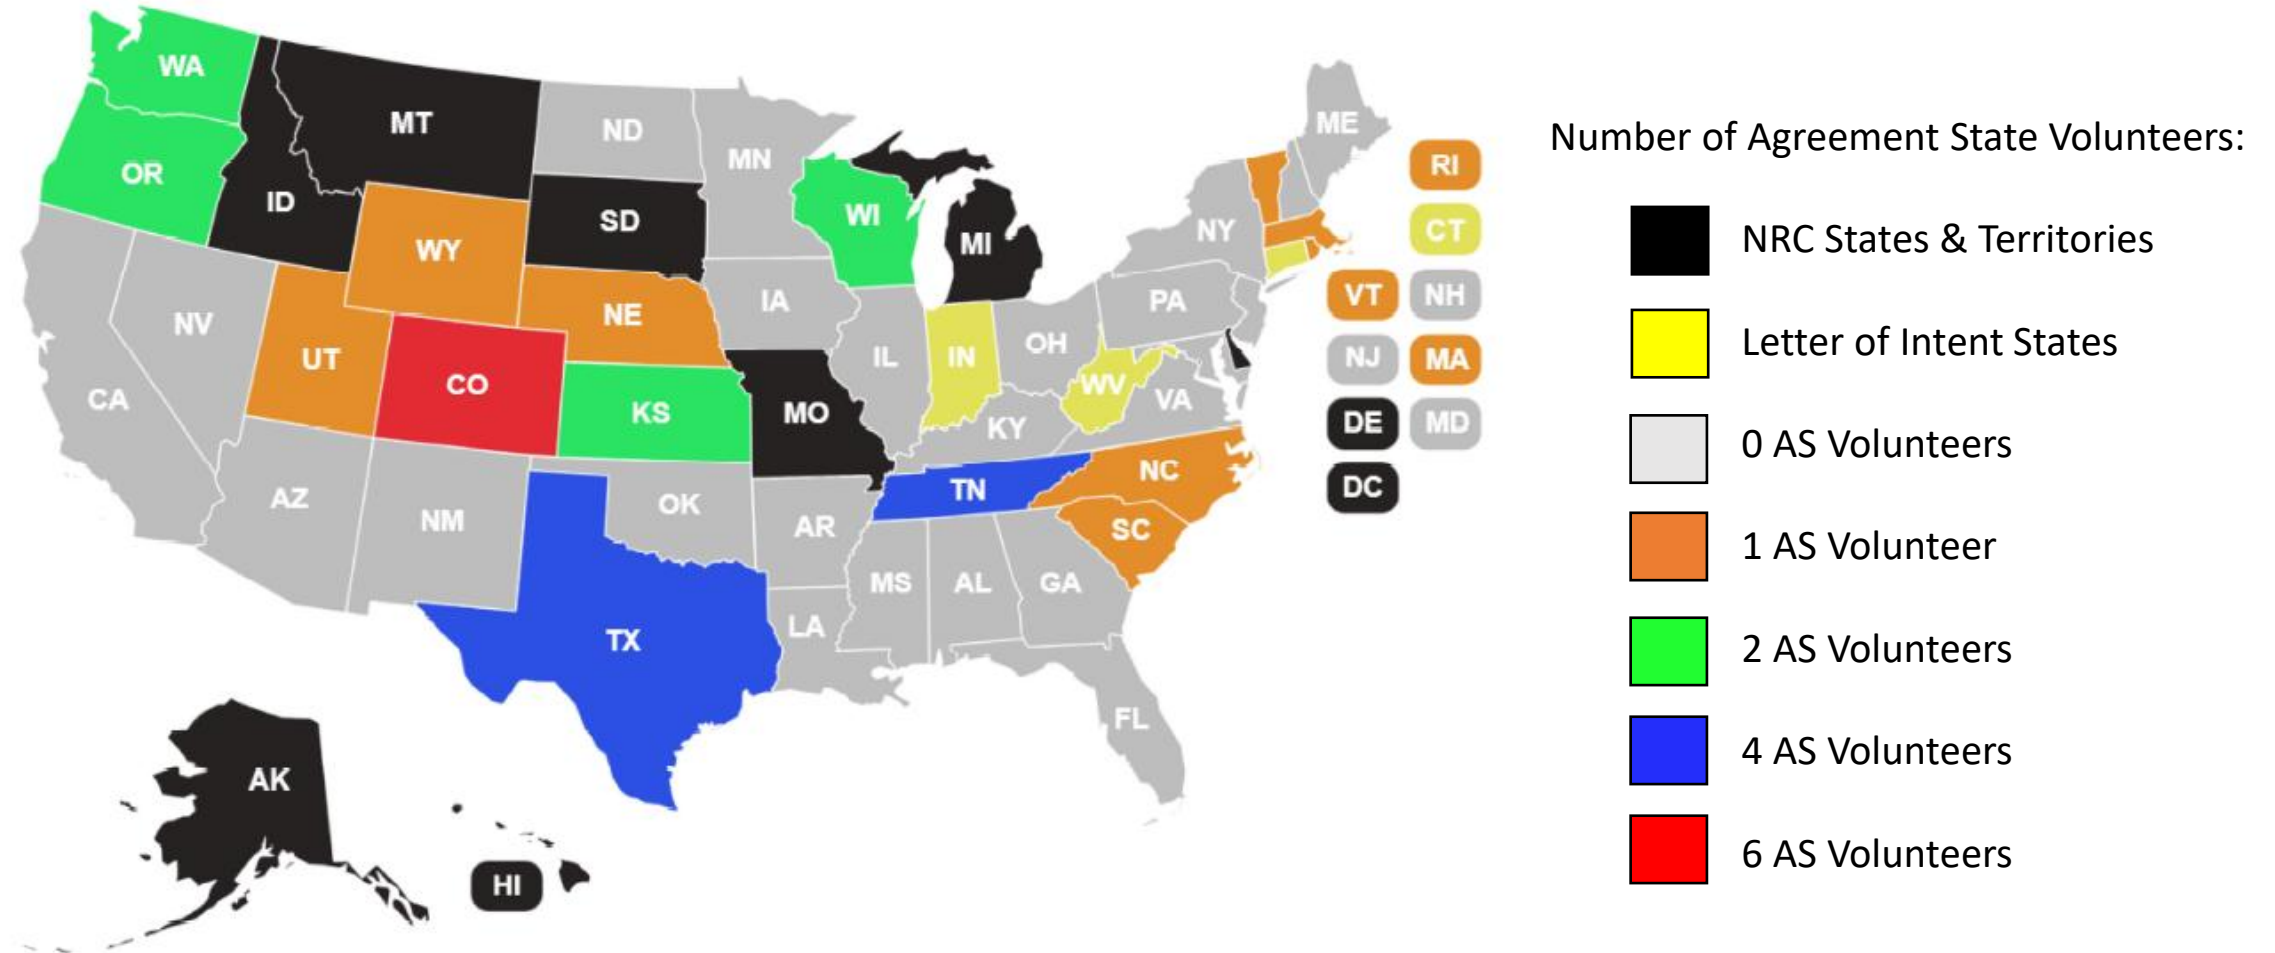 WA
MT
ND
MN
ME
OR
ID
SD
WI
MI
NY
WY
IA
PA
NV
UT
NE
IL
IN
OH
CO
KS
MO
WV
VA
CA
KY
AZ
NM
OK
AR
TN
NC
SC
MS
AL
GA
LA
TX
FL
AK
HI
RI
CT
VT
NH
NJ
MA
DE
MD
DC
Number of Agreement State Volunteers:
NRC States & Territories
Letter of Intent States
0 AS Volunteers
1 AS Volunteer
2 AS Volunteers
4 AS Volunteers
6 AS Volunteers